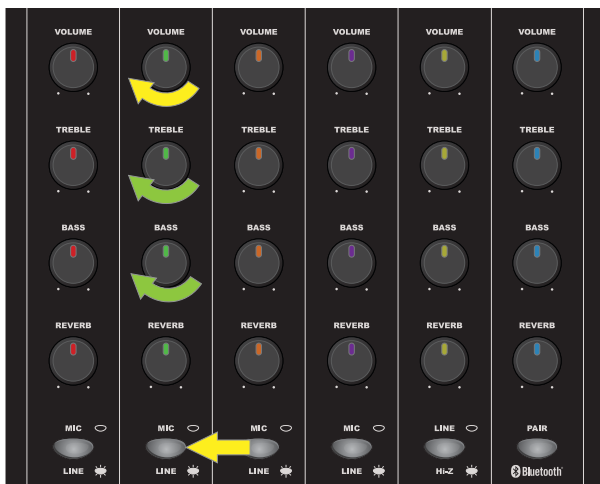 VOLUME VOLUME VOLUME VOLUME VOLUME VOLUME
TREBLE TREBLE TREBLE TREBLE TREBLE TREBLE
BASS BASS BASS BASS BASS BASS
REVERB REVERB REVERB REVERB REVERB REVERB
MIC MIC MIC MIC LINE PAIR
LINE LINE LINE LINE Hi-Z Bluetooth